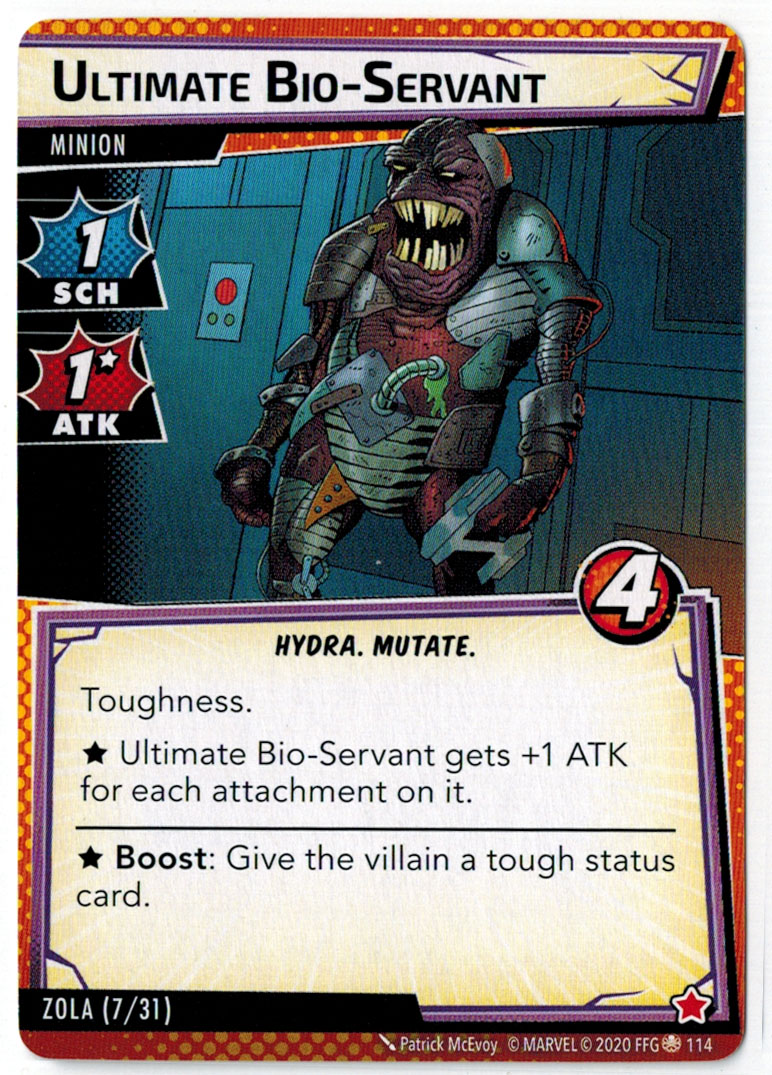 ULTIMATE BIO-SERVANT
MINION
1
SCH
1★
ATK
4
HYDRA. MUTATE.
Toughness.
★ Ultimate Bio-Servant gets +1 ATK
for each attachment on it.
★ Boost: Give the villain a tough status
card.
ZOLA (7/31)
Patrick McEvoy © MARVEL © 2020 FFG 114